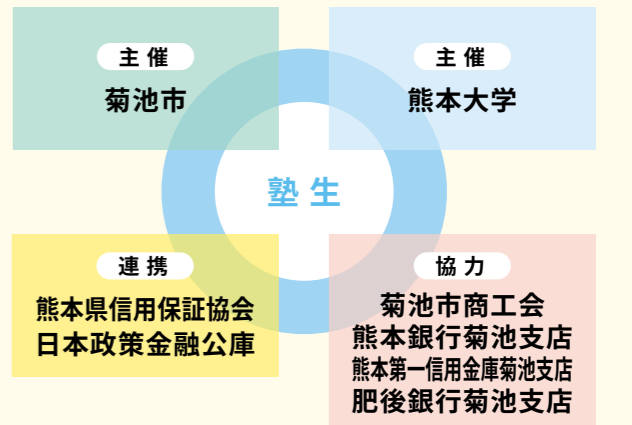 主催
菊池市
主催
熊本大学
塾生
連携
熊本県信用保証協会
日本政策金融公庫
協力
菊池市商工会
熊本銀行菊池支店
熊本第一信用金庫菊池支店
肥後銀行菊池支店